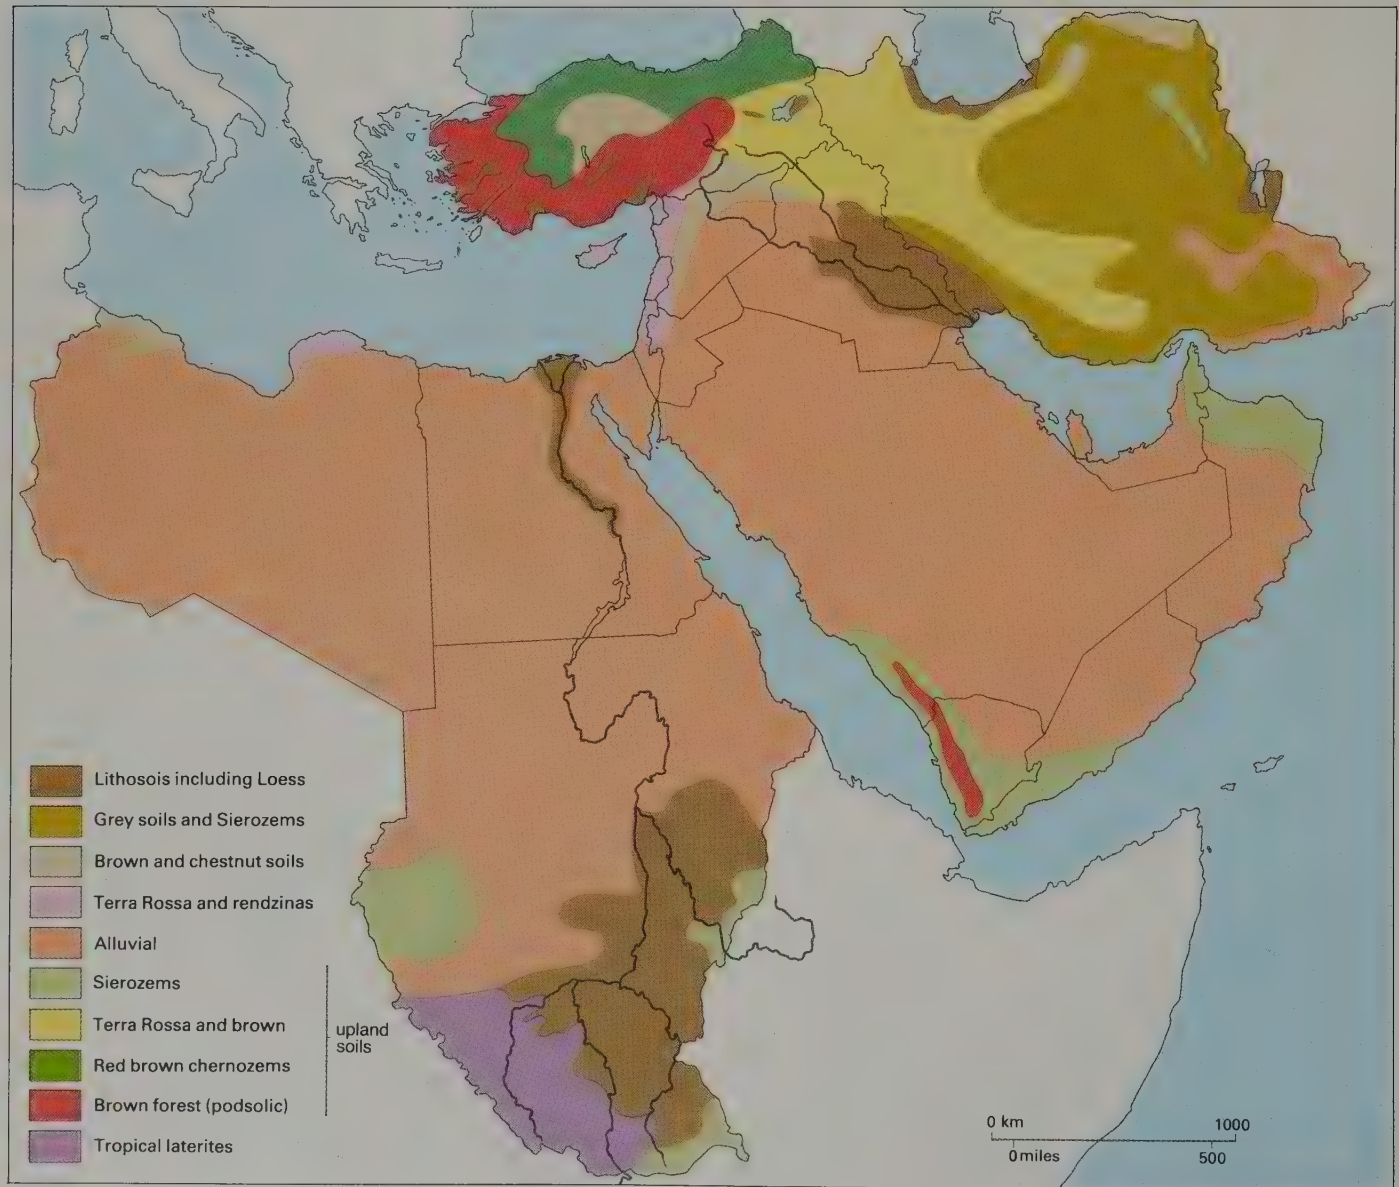 Lithosois including Loess
Grey soils and Sierozems
Brown and chestnut soils
Terra Rossa and rendzinas
Alluvial
Sierozems
Terra Rossa and brown
Red brown chernozems
Brown forest (podsolic)
Tropical laterites
upland
soils
0 km 1000
0 miles 500